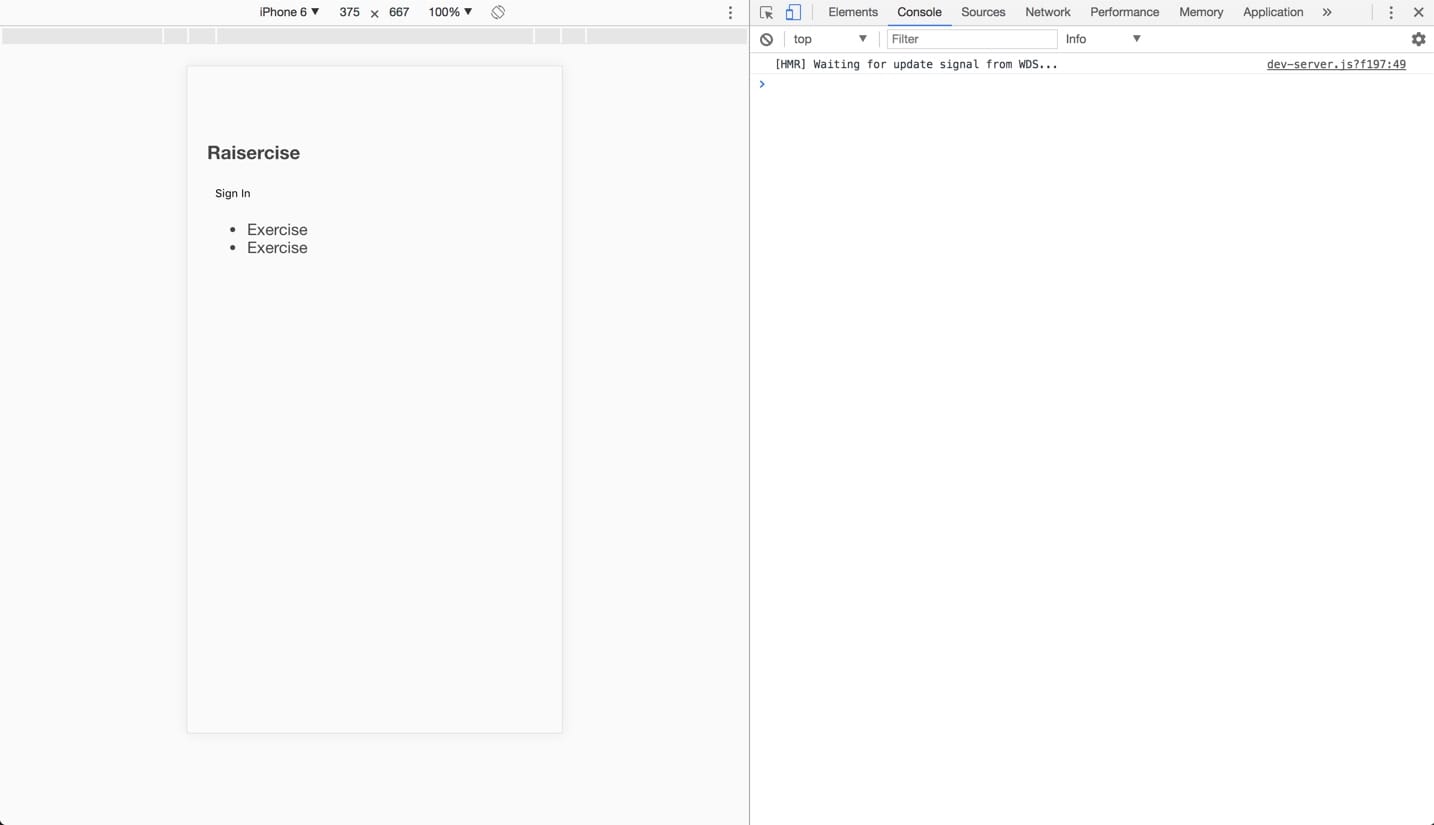 iPhone 6 ▼ 375 × 667 100% ▼
Raisercise
Sign In
• Exercise
• Exercise
Elements Console Sources Network Performance Memory Application »
top ▼ Filter Info ▼
[HMR] Waiting for update signal from WDS... dev-server.js?f197:49
>